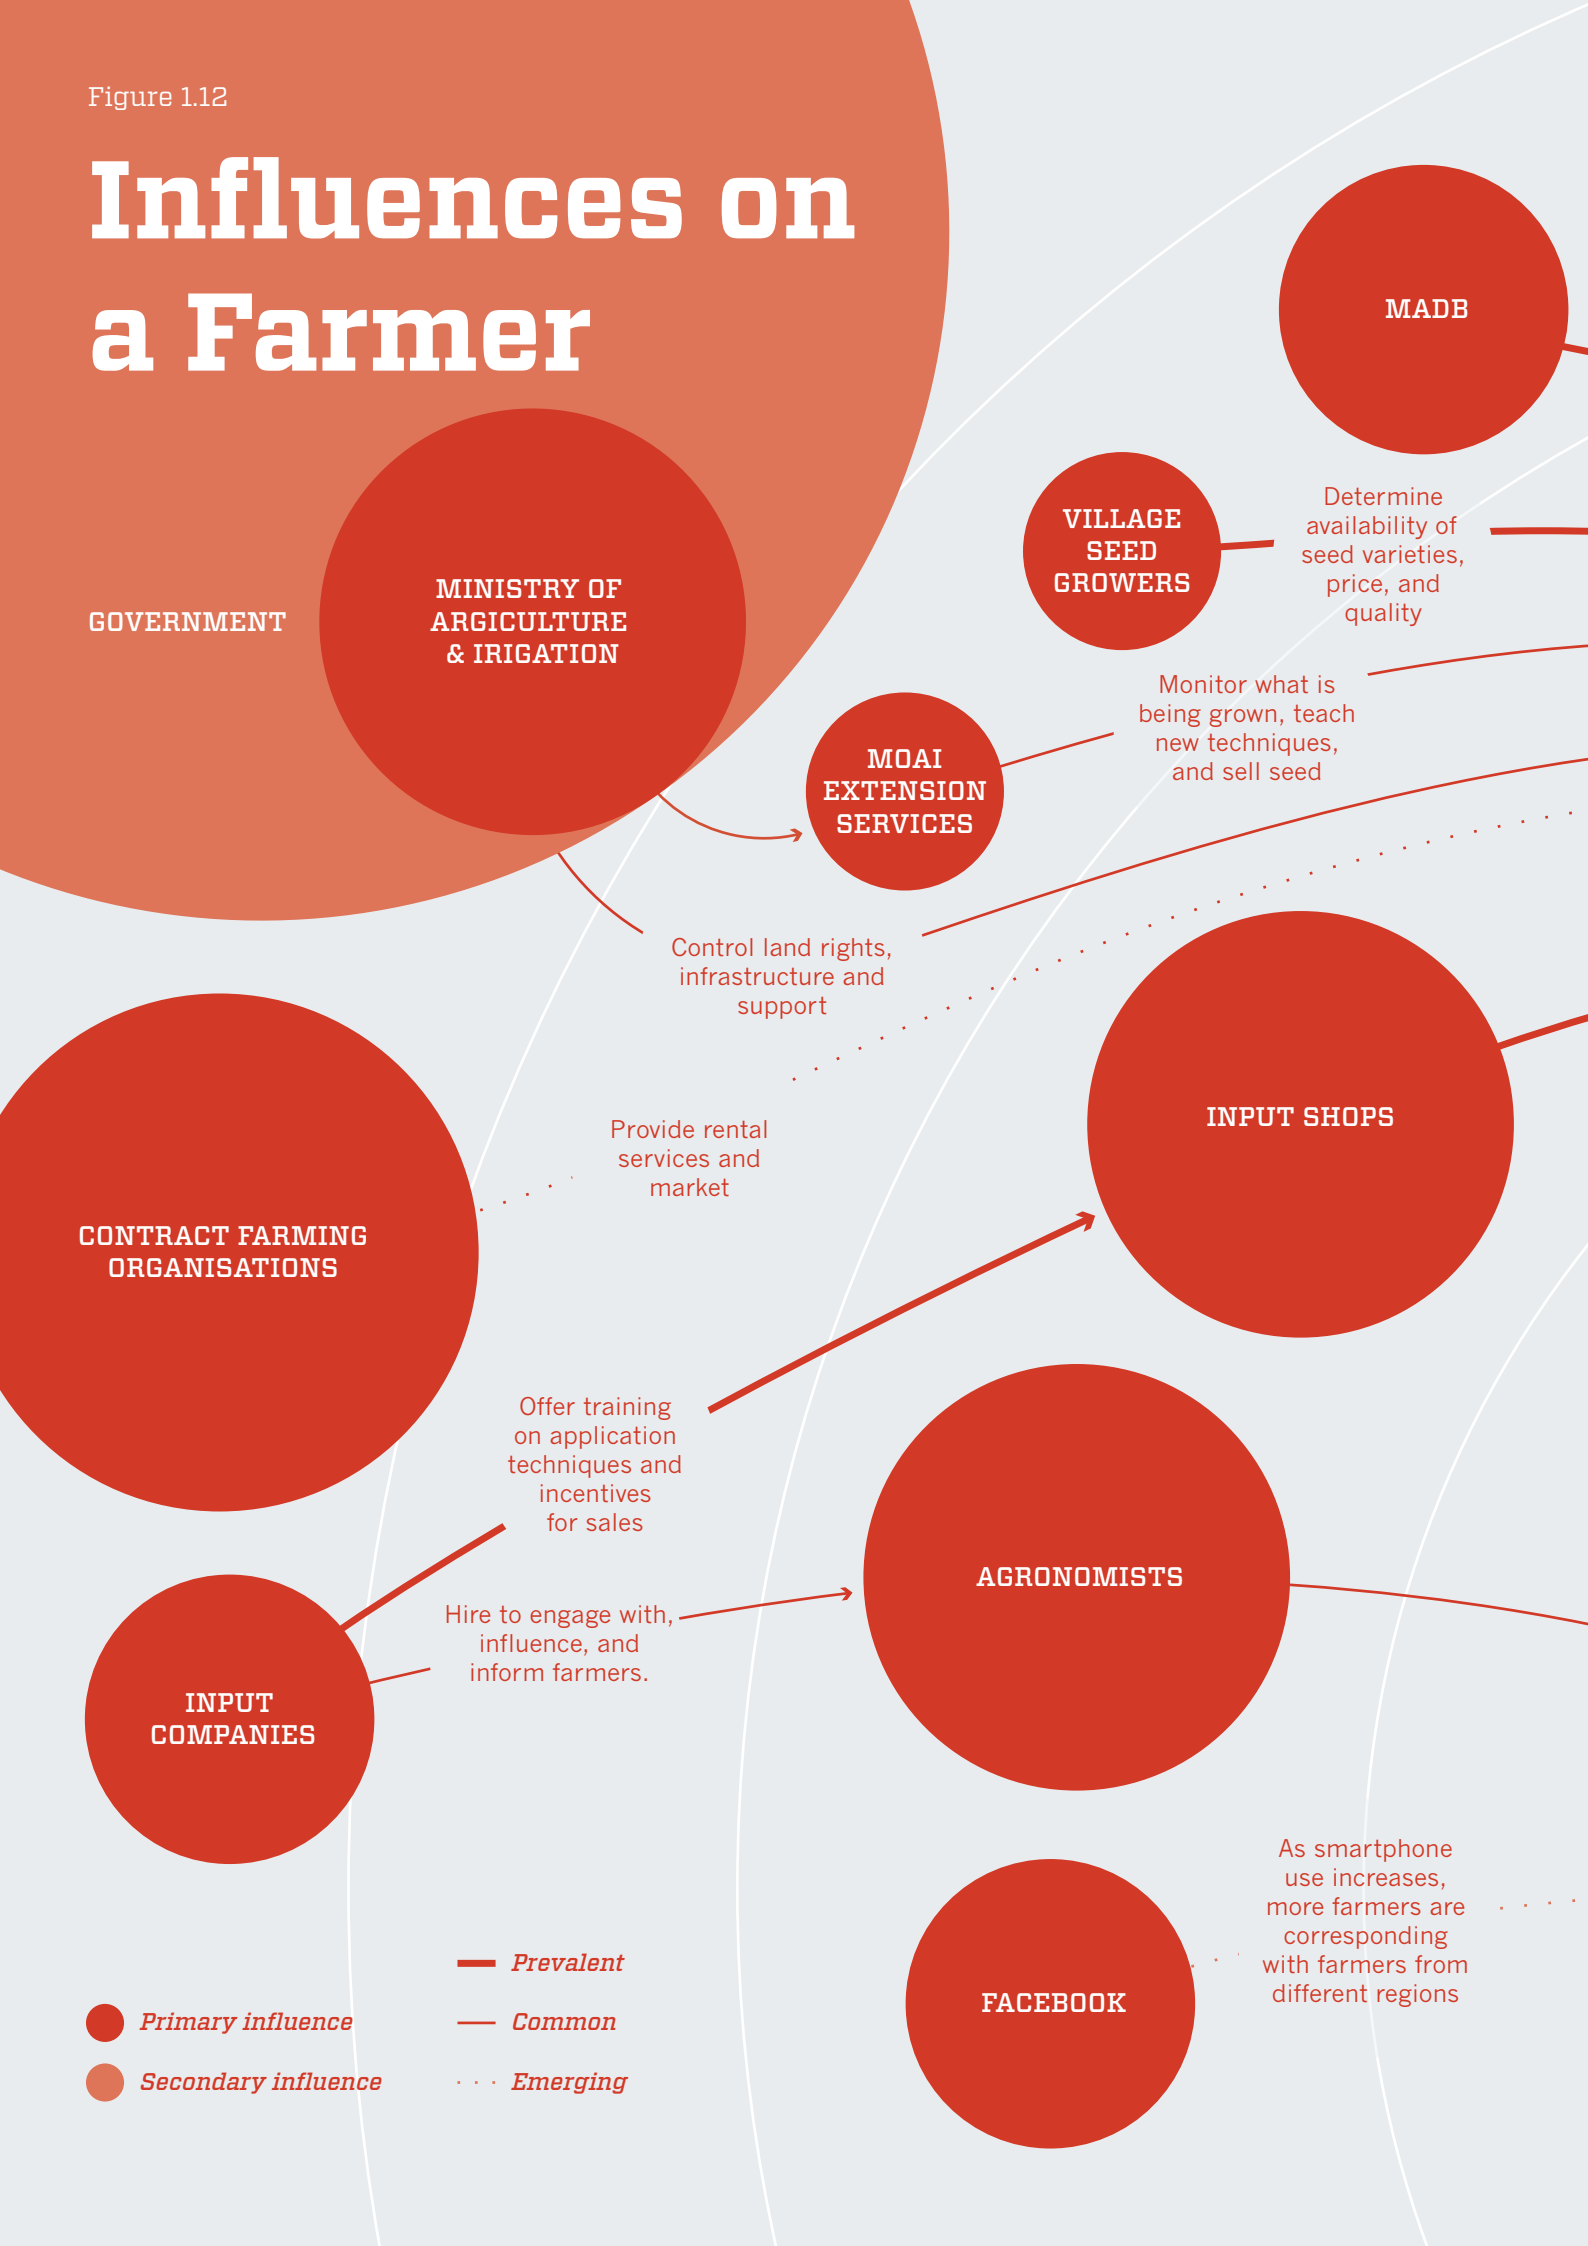 Figure 1.12
Influences on
a Farmer
MADB
VILLAGE
SEED
GROWERS
Determine
availability of
seed varieties,
price, and
quality
GOVERNMENT
MINISTRY OF
ARGICULTURE
& IRIGATION
Monitor what is
being grown, teach
new techniques,
and sell seed
MOAI
EXTENSION
SERVICES
Control land rights,
infrastructure and
support
Provide rental
services and
market
INPUT SHOPS
CONTRACT FARMING
ORGANISATIONS
Offer training
on application
techniques and
incentives
for sales
AGRONOMISTS
Hire to engage with,
influence, and
inform farmers.
INPUT
COMPANIES
As smartphone
use increases,
more farmers are
corresponding
with farmers from
different regions
FACEBOOK
Prevalent
Primary influence
Common
Secondary influence
Emerging